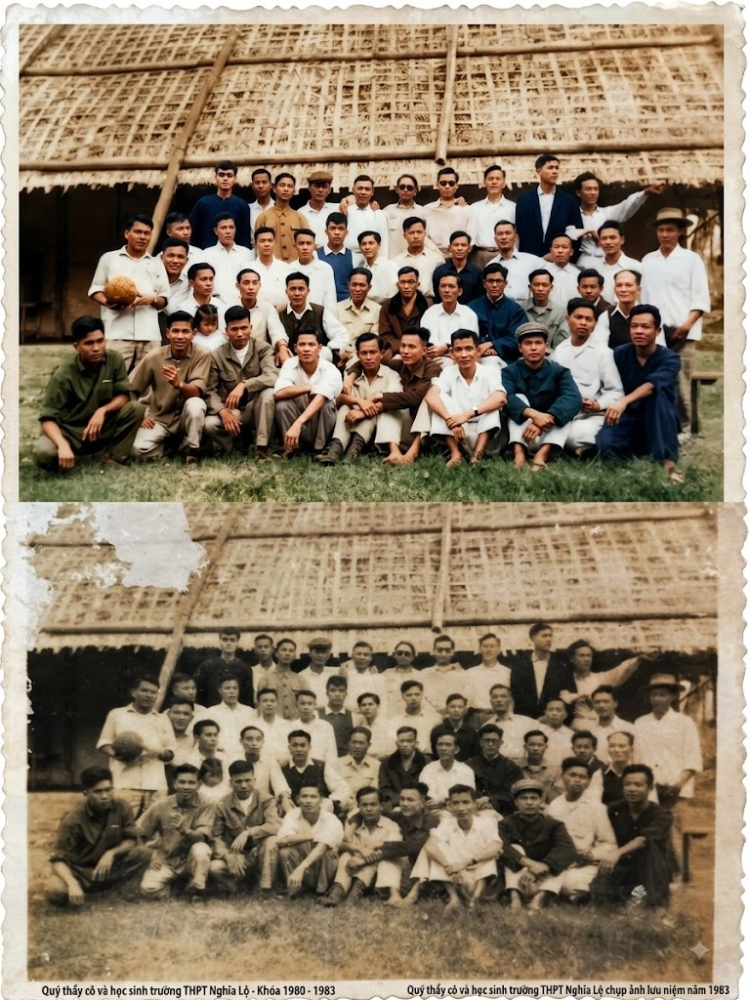 Quý thầy cô và học sinh trường THPT Nghĩa Lộ - Khóa 1980 - 1983
Quý thầy cô và học sinh trường THPT Nghĩa Lệ chụp ảnh lưu niệm năm 1983